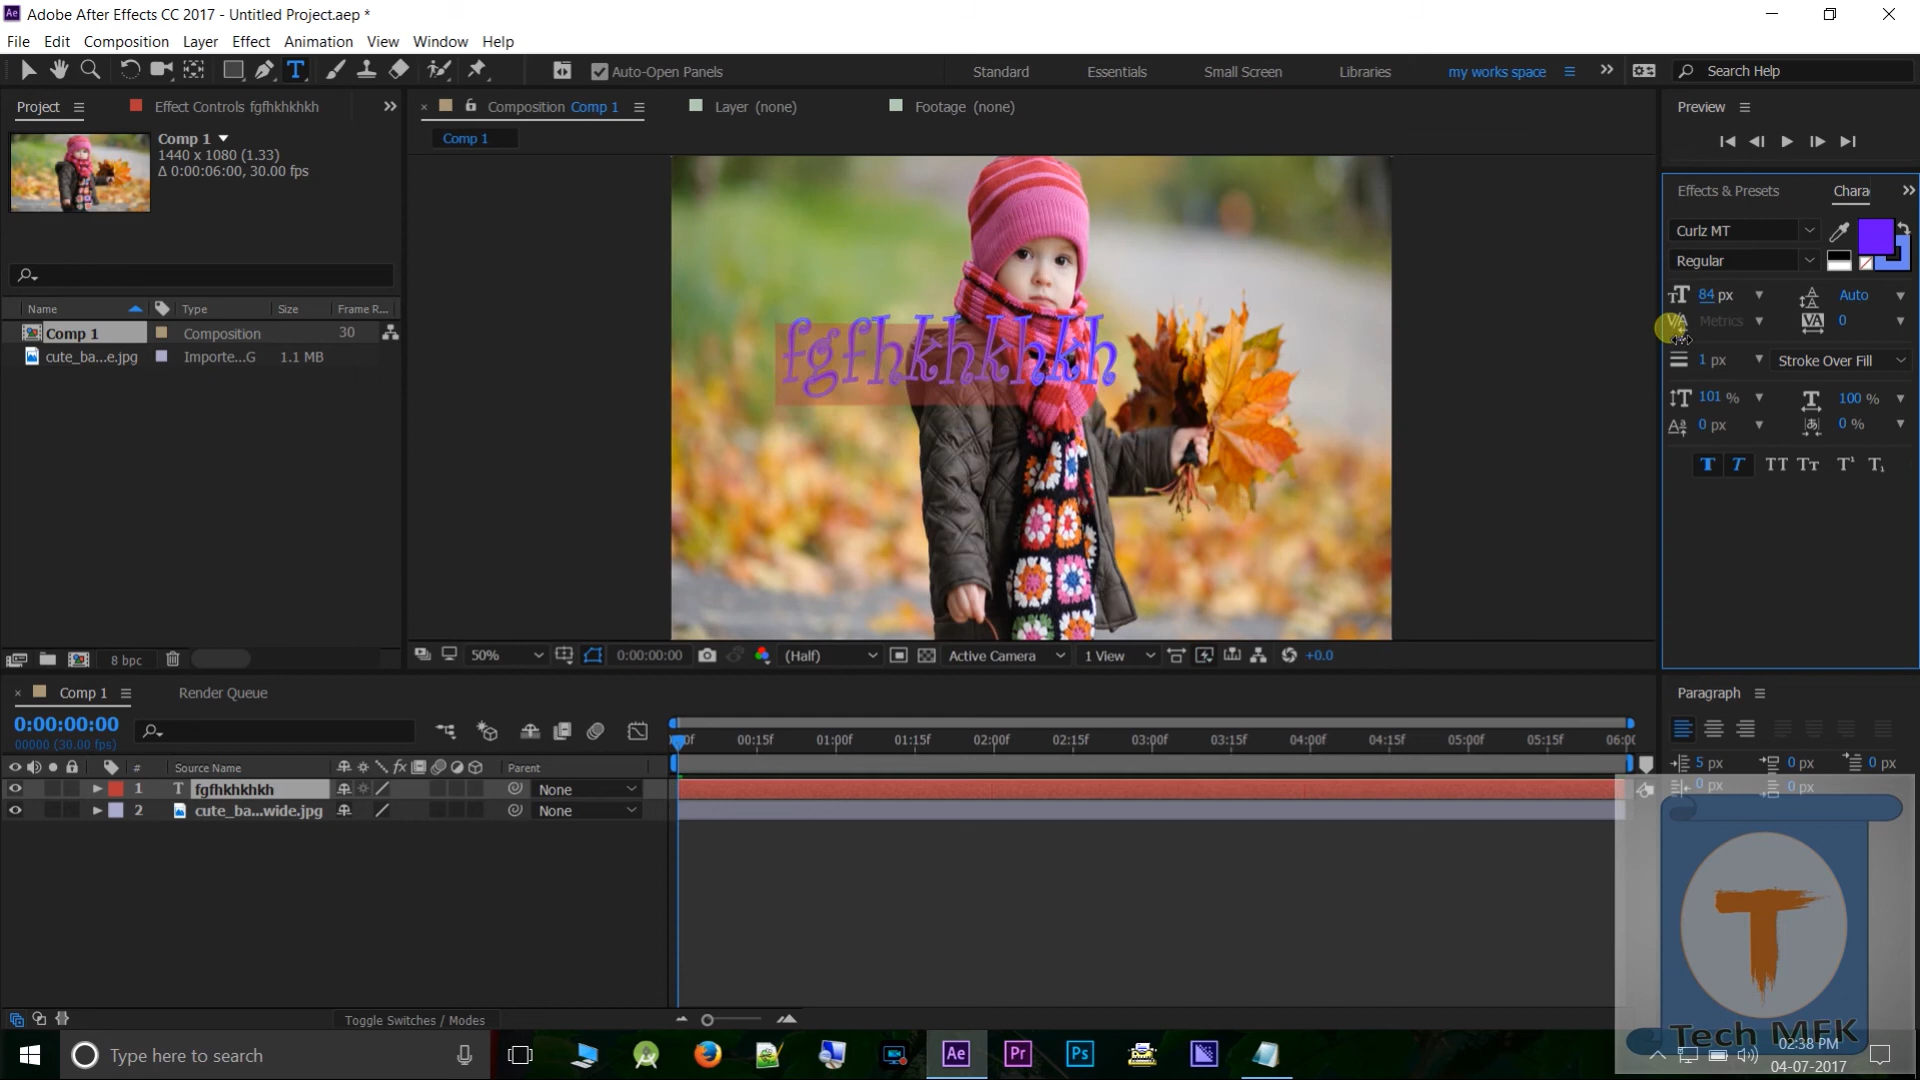 Adobe After Effects CC 2017 - Untitled Project.aep *
File Edit Composition Layer Effect Animation View Window Help
Auto-Open Panels Standard Essentials Small Screen Libraries my works space Search Help
Project Effect Controls fgfhkhkhkh Composition Comp 1 Layer (none) Footage (none) Preview
Comp 1
1440 x 1080 (1.33)
Δ 0:00:06:00, 30.00 fps
Comp 1
Effects & Presets Chara
Curlz MT
Regular
84 px Auto
Metrics 0
1 px Stroke Over Fill
101 % 100 %
0 px 0 %
T T TT Tt T¹ T₁
Name Type Size Frame R...
Comp 1 Composition 30
cute_ba...e.jpg Importe...G 1.1 MB
fgfhkhkhkh
8 bpc 50% 0:00:00:00 (Half) Active Camera 1 View +0.0
Comp 1 Render Queue
Paragraph
0:00:00:00
00000 (30.00 fps)
00:15f 01:00f 01:15f 02:00f 02:15f 03:00f 03:15f 04:00f 04:15f 05:00f 05:15f
# Source Name Parent
5 px 0 px 0 px
0 px 0 px
1 T fgfhkhkhkh None
2 cute_ba...wide.jpg None
Toggle Switches / Modes
T
Tech MFK
Type here to search
Ae Pr Ps
02:38 PM
04-07-2017